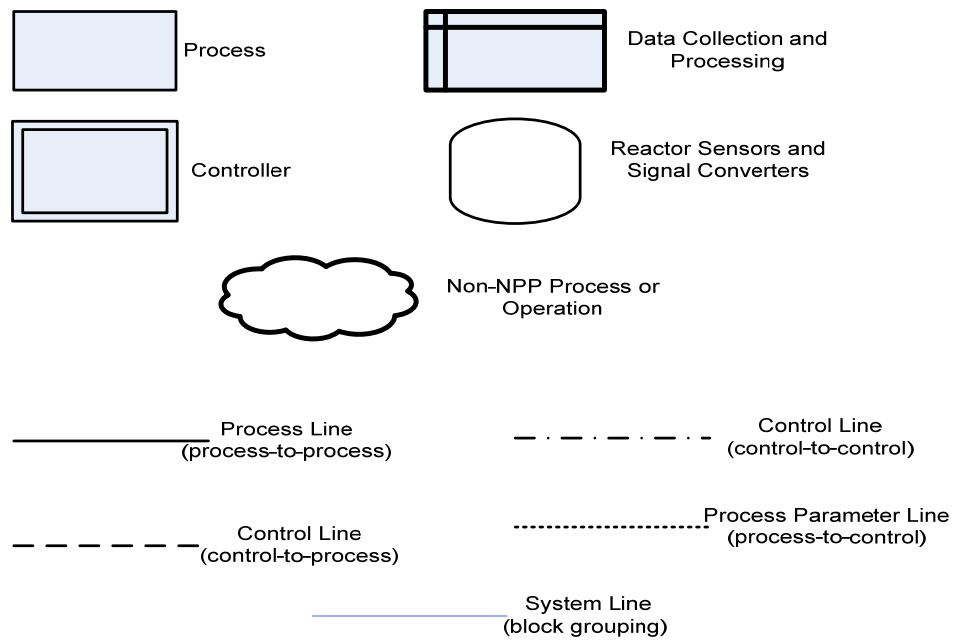 Process
Data Collection and
Processing
Controller
Reactor Sensors and
Signal Converters
Non-NPP Process or
Operation
Process Line
(process-to-process)
Control Line
(control-to-control)
Control Line
(control-to-process)
Process Parameter Line
(process-to-control)
System Line
(block grouping)